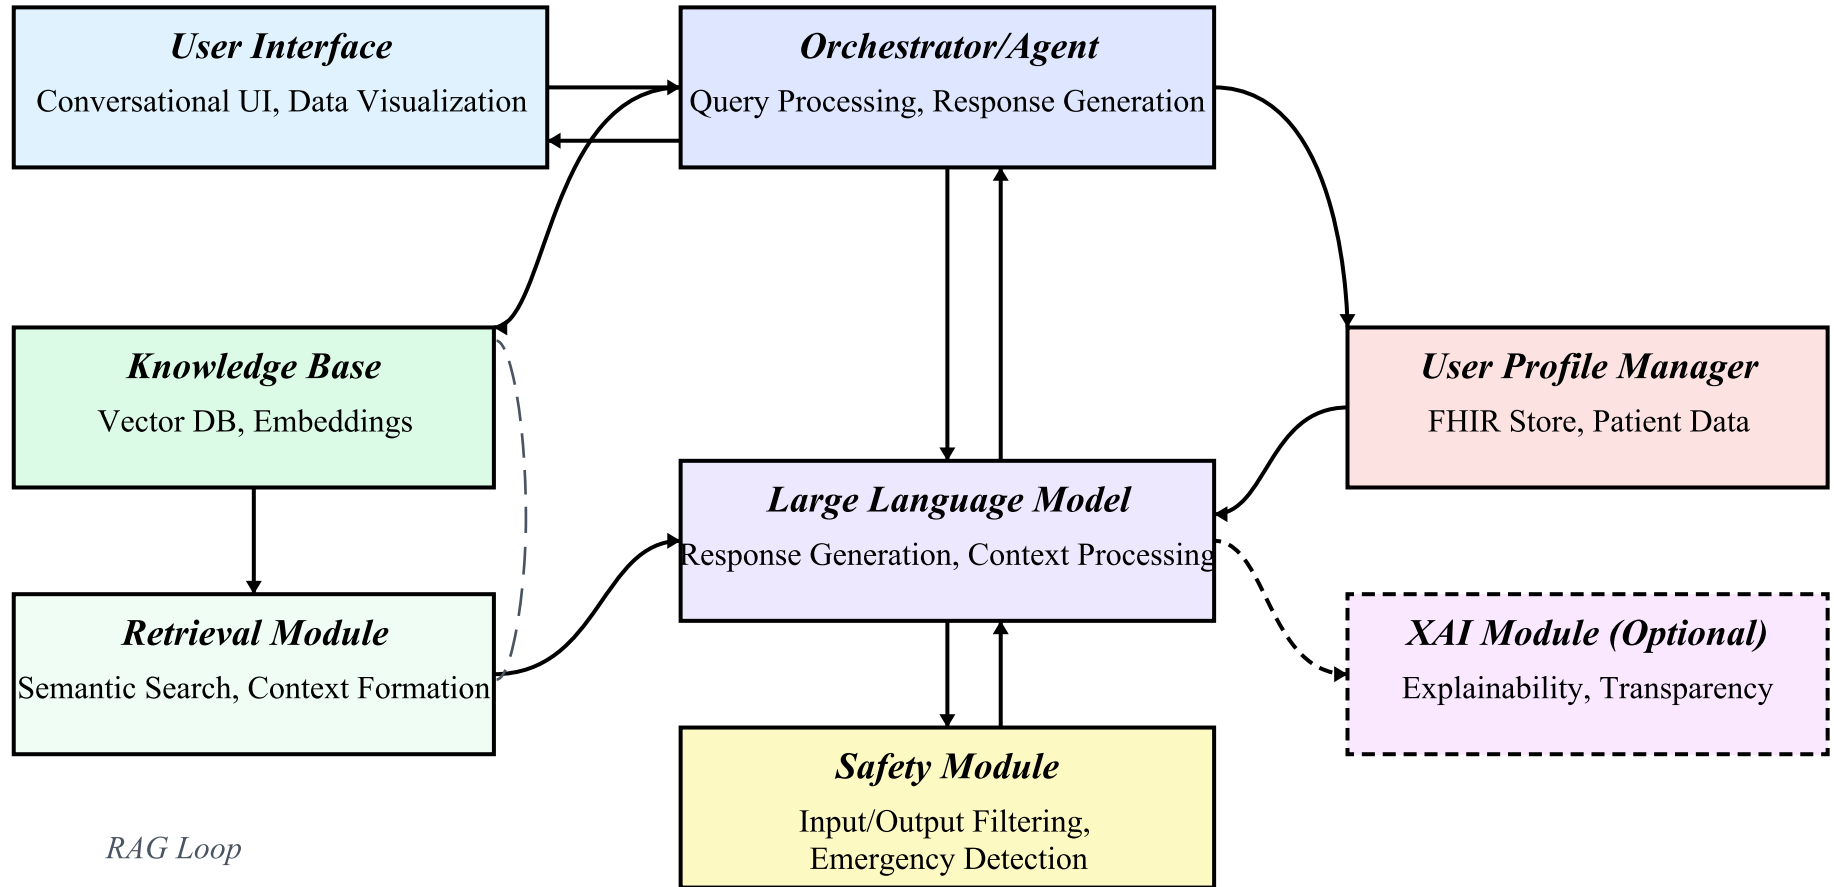 User Interface
Conversational UI, Data Visualization
Orchestrator/Agent
Query Processing, Response Generation
Knowledge Base
Vector DB, Embeddings
User Profile Manager
FHIR Store, Patient Data
Large Language Model
Response Generation, Context Processing
Retrieval Module
Semantic Search, Context Formation
XAI Module (Optional)
Explainability, Transparency
Safety Module
Input/Output Filtering,
Emergency Detection
RAG Loop